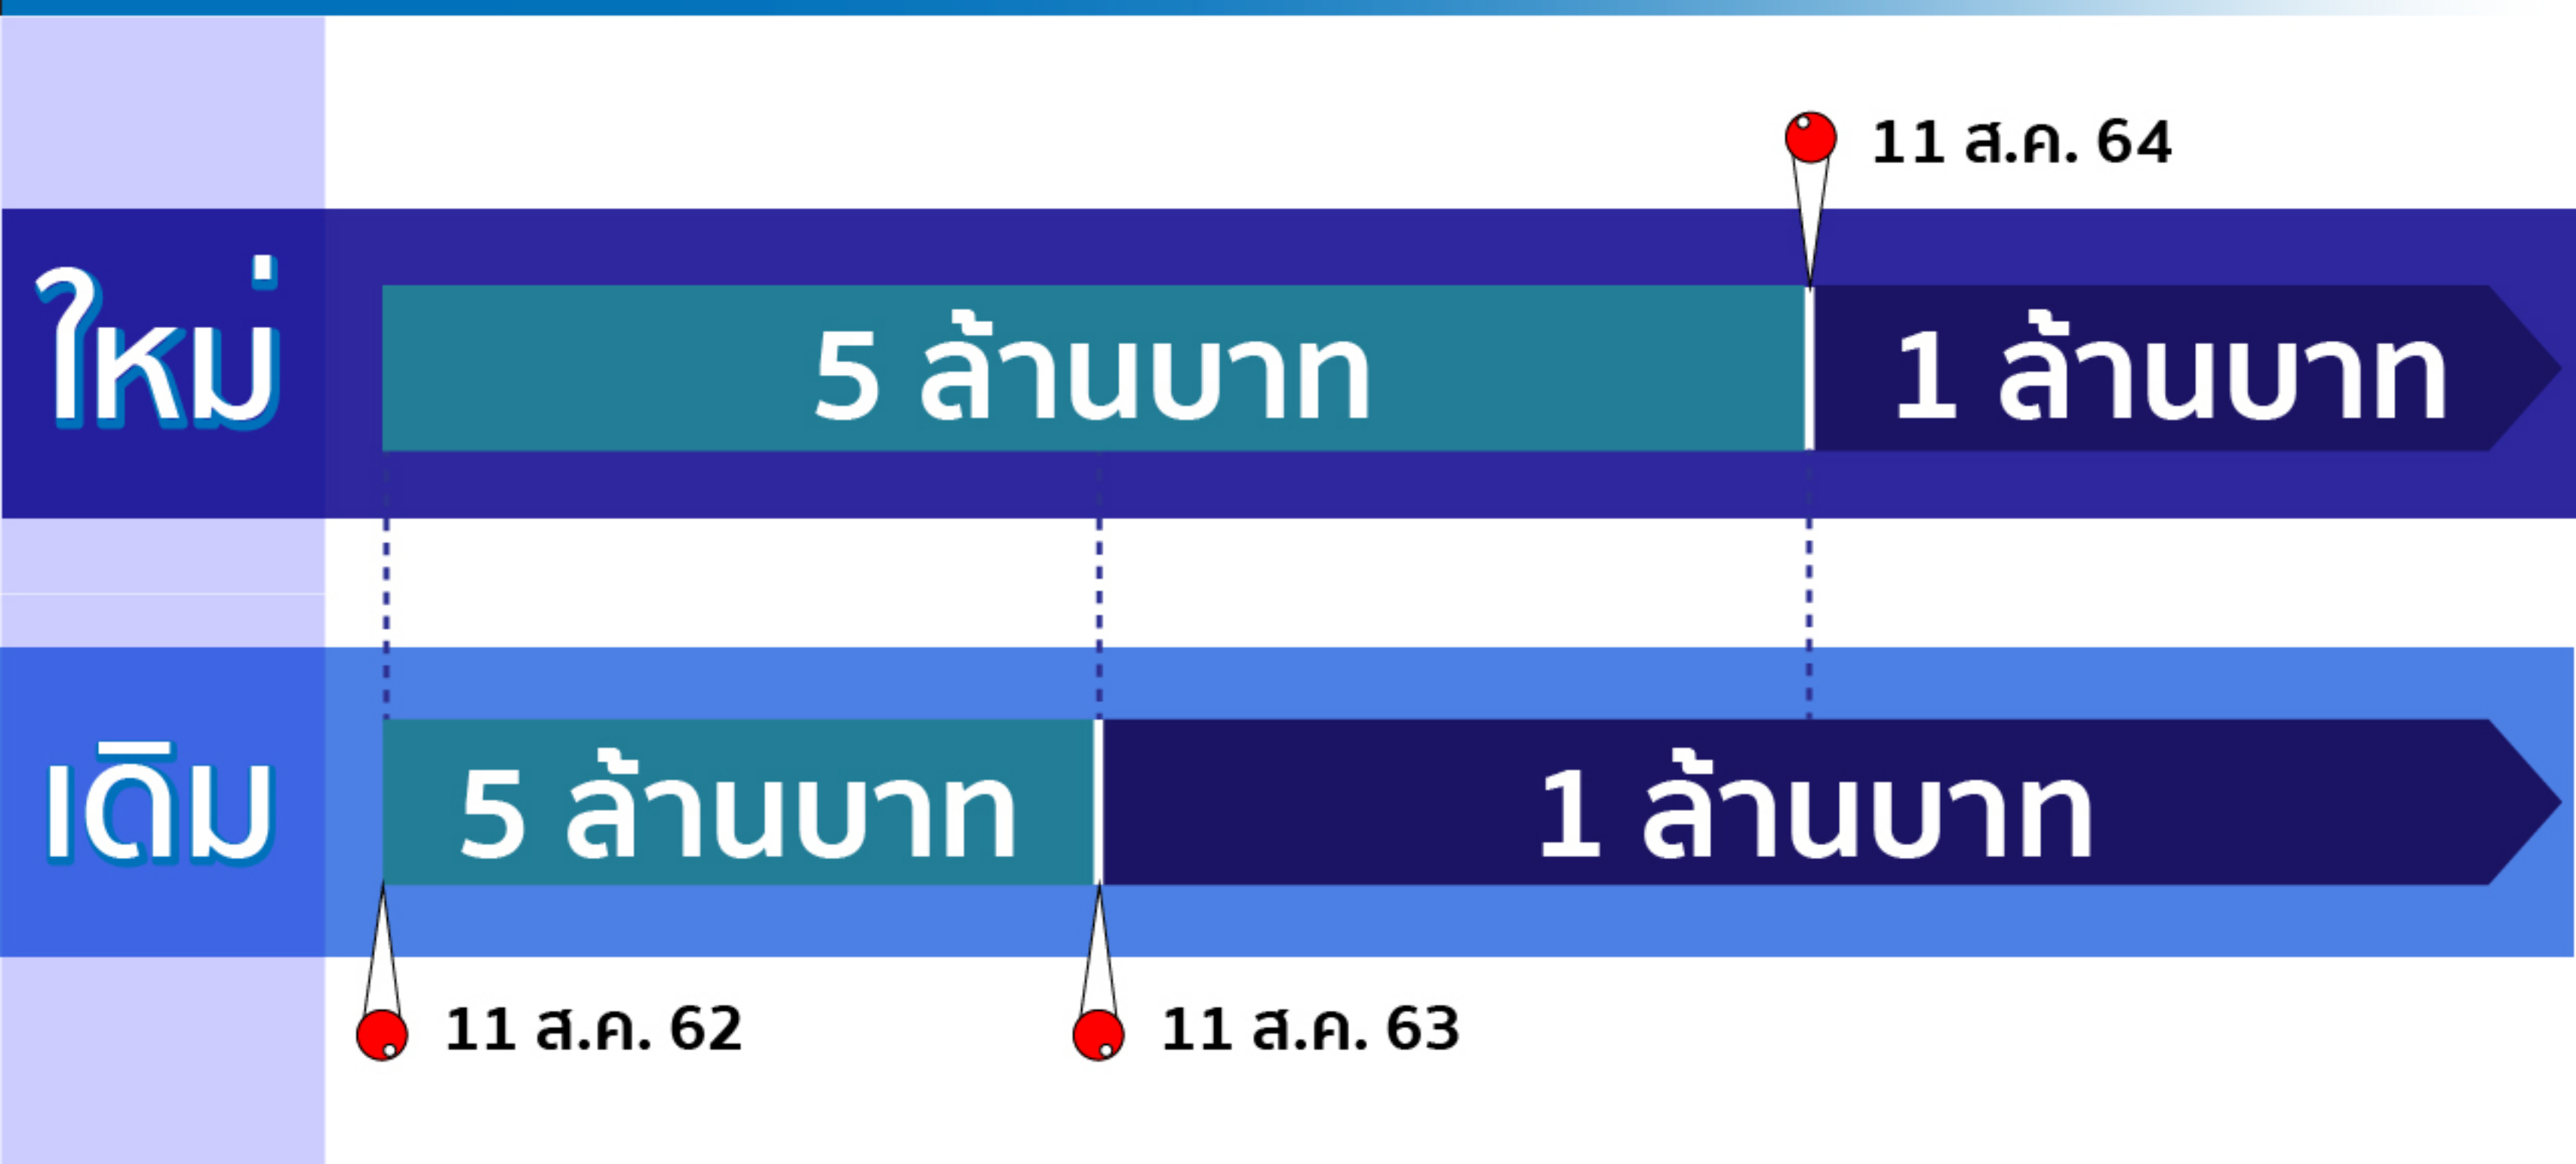 11 ส.ค. 64
ใหม่
5 ล้านบาท
1 ล้านบาท
เดิม
5 ล้านบาท
1 ล้านบาท
11 ส.ค. 62
11 ส.ค. 63